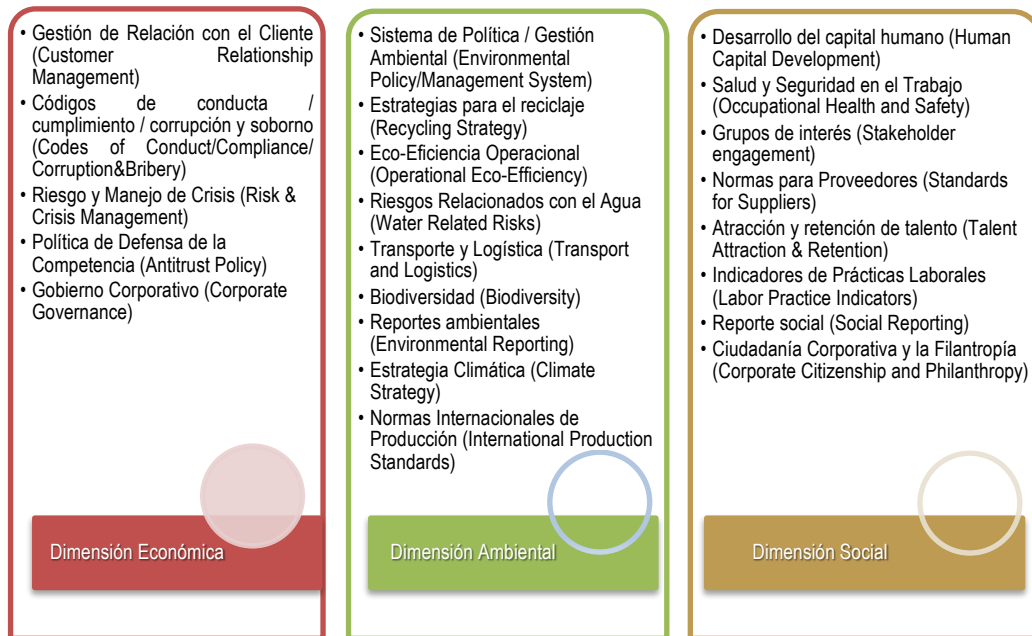 • Gestión de Relación con el Cliente
(Customer Relationship
Management)
• Códigos de conducta /
cumplimiento / corrupción y soborno
(Codes of Conduct/Compliance/
Corruption&Bribery)
• Riesgo y Manejo de Crisis (Risk &
Crisis Management)
• Política de Defensa de la
Competencia (Antitrust Policy)
• Gobierno Corporativo (Corporate
Governance)
Dimensión Económica
• Sistema de Política / Gestión
Ambiental (Environmental
Policy/Management System)
• Estrategias para el reciclaje
(Recycling Strategy)
• Eco-Eficiencia Operacional
(Operational Eco-Efficiency)
• Riesgos Relacionados con el Agua
(Water Related Risks)
• Transporte y Logística (Transport
and Logistics)
• Biodiversidad (Biodiversity)
• Reportes ambientales
(Environmental Reporting)
• Estrategia Climática (Climate
Strategy)
• Normas Internacionales de
Producción (International Production
Standards)
Dimensión Ambiental
• Desarrollo del capital humano (Human
Capital Development)
• Salud y Seguridad en el Trabajo
(Occupational Health and Safety)
• Grupos de interés (Stakeholder
engagement)
• Normas para Proveedores (Standards
for Suppliers)
• Atracción y retención de talento (Talent
Attraction & Retention)
• Indicadores de Prácticas Laborales
(Labor Practice Indicators)
• Reporte social (Social Reporting)
• Ciudadanía Corporativa y la Filantropía
(Corporate Citizenship and Philanthropy)
Dimensión Social